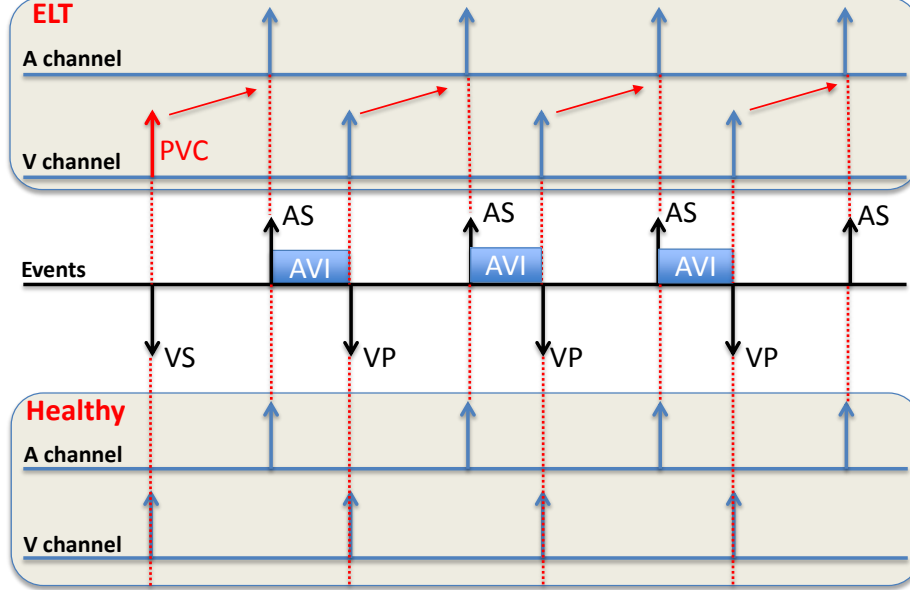 ELT
A channel
PVC
V channel
AS AS AS AS
Events AVI AVI AVI
VS VP VP VP
Healthy
A channel
V channel